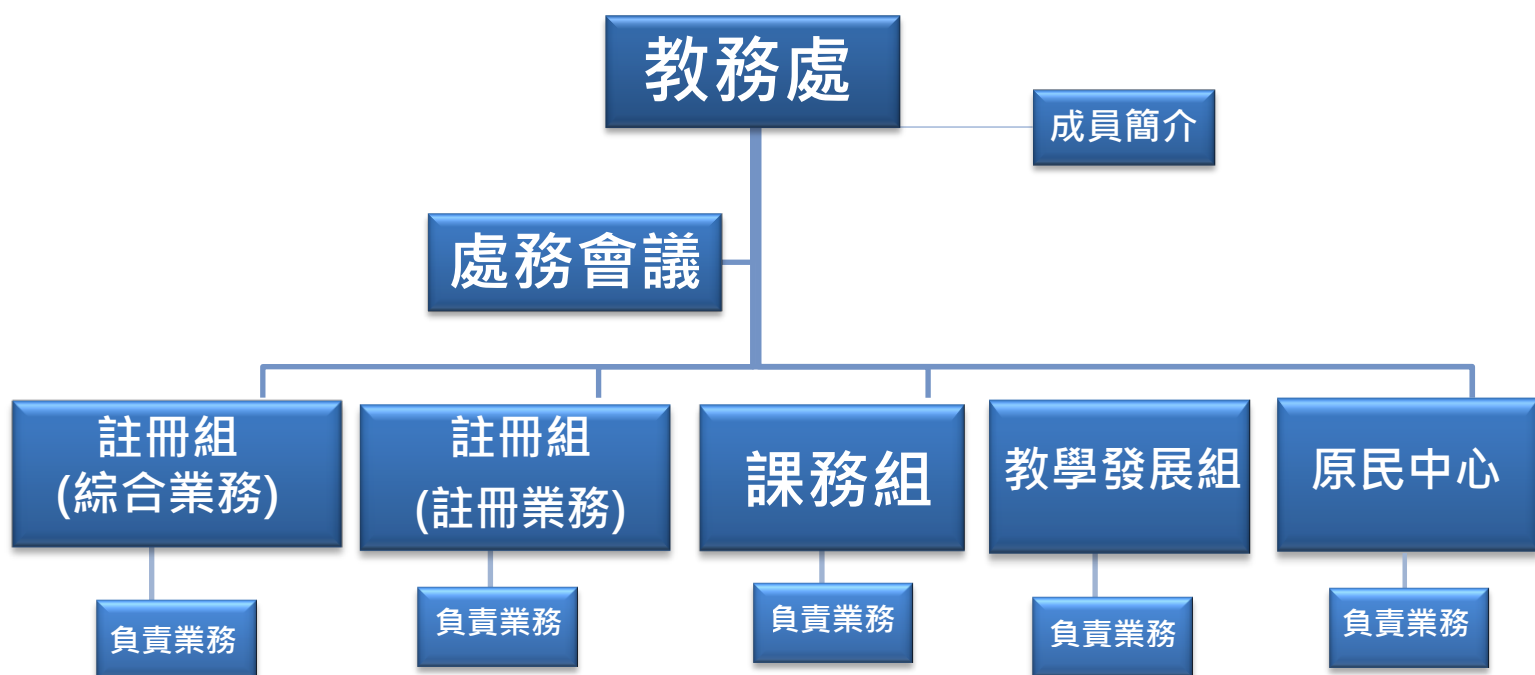 教務處
成員簡介
處務會議
註冊組
(綜合業務)
註冊組
(註冊業務)
課務組
教學發展組
原民中心
負責業務
負責業務
負責業務
負責業務
負責業務